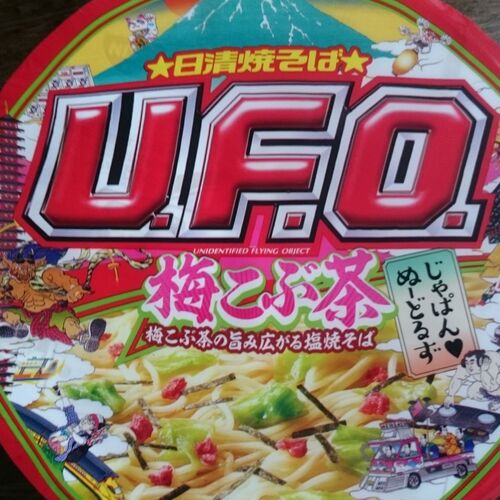 ★日清焼そば★
U.F.O.
UNIDENTIFIED FLYING OBJECT
梅こぶ茶
梅こぶ茶の旨み広がる塩焼そば
じゃぱん♥
ぬーどるず